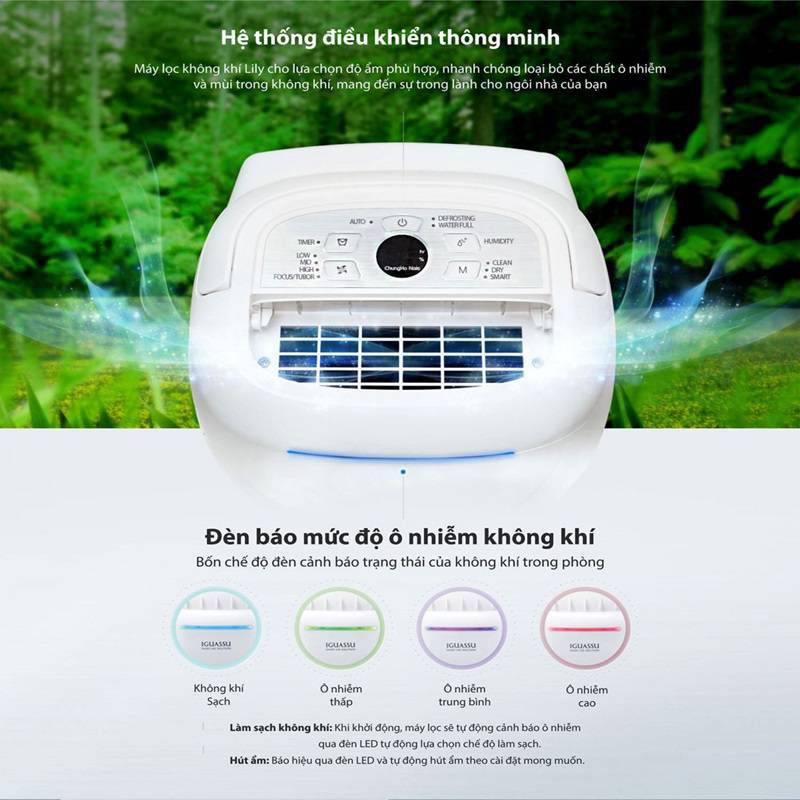 Hệ thống điều khiển thông minh
Máy lọc không khí Lily cho lựa chọn độ ẩm phù hợp, nhanh chóng loại bỏ các chất ô nhiễm
và mùi trong không khí, mang đến sự trong lành cho ngôi nhà của bạn
AUTO
DEFROSTING
WATER FULL
TIMER
HUMIDITY
LOW
MID
HIGH
FOCUS/TUBOR
hr
%
ChungHo Nais
M
CLEAN
DRY
SMART
Đèn báo mức độ ô nhiễm không khí
Bốn chế độ đèn cảnh báo trạng thái của không khí trong phòng
IGUASSU
IGUASSU
IGUASSU
IGUASSU
Không khí
Sạch
Ô nhiễm
thấp
Ô nhiễm
trung bình
Ô nhiễm
cao
Làm sạch không khí: Khi khởi động, máy lọc sẽ tự động cảnh báo ô nhiễm
qua đèn LED tự động lựa chọn chế độ làm sạch.
Hút ẩm: Báo hiệu qua đèn LED và tự động hút ẩm theo cài đặt mong muốn.